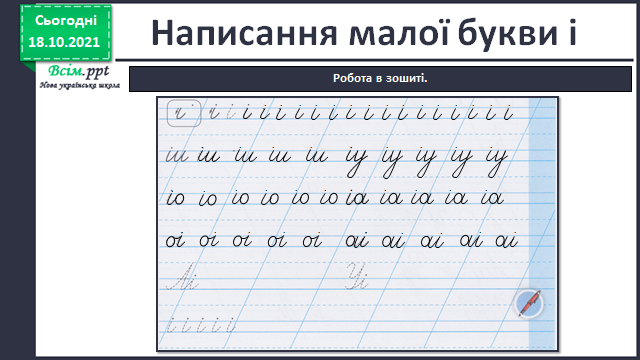 Сьогодні
18.10.2021
Написання малої букви і
Всім.ppt
Нова українська школа
Робота в зошиті.
і і і і і і і і і і і і і і і і і і
іш іш іш іш іш іу іу іу іу іу
іо іо іо іо іо іо іа іа іа іа іа
оі оі оі оі оі аі аі аі аі аі
Лі Уі
і і і і і